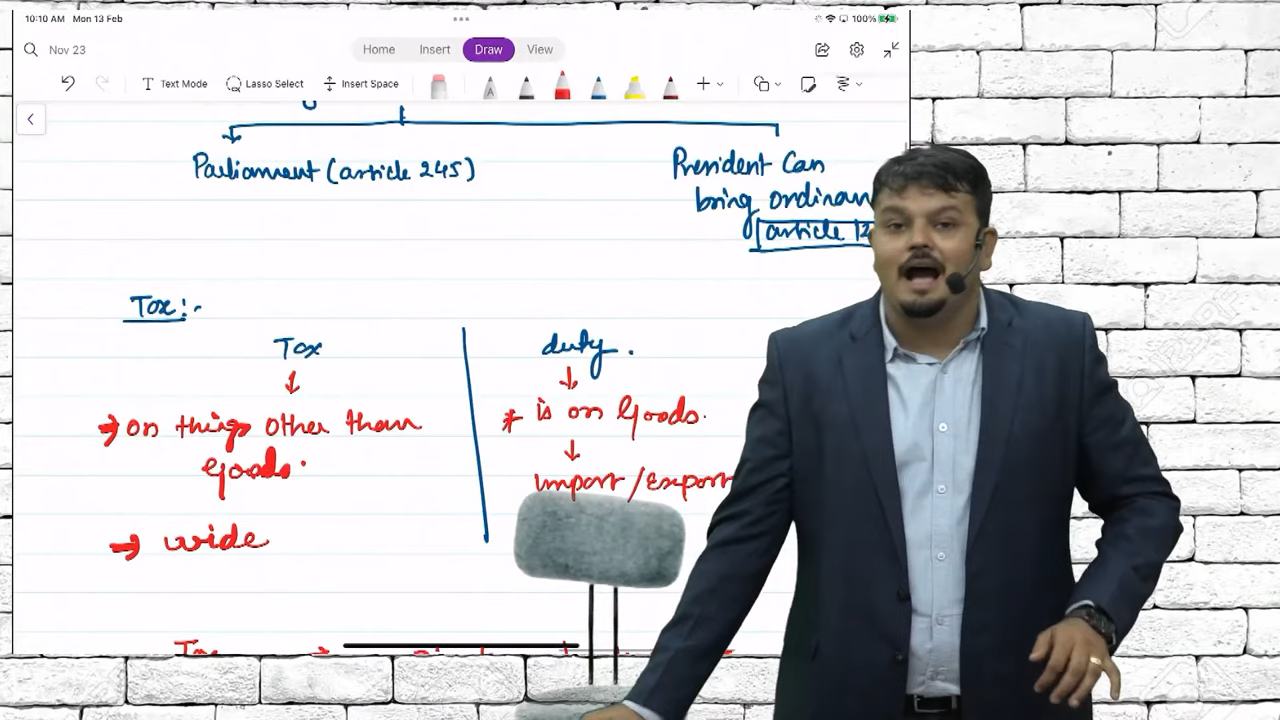 10:10 AM Mon 13 Feb
100%
Nov 23
Home Insert Draw View
Text Mode Lasso Select Insert Space
Parliament (article 245)
President Can
bring ordinan
article 12
Tax:-
Tax
duty.
→ on things other than
Goods.
* is on Goods.
Import/Export
→ wide